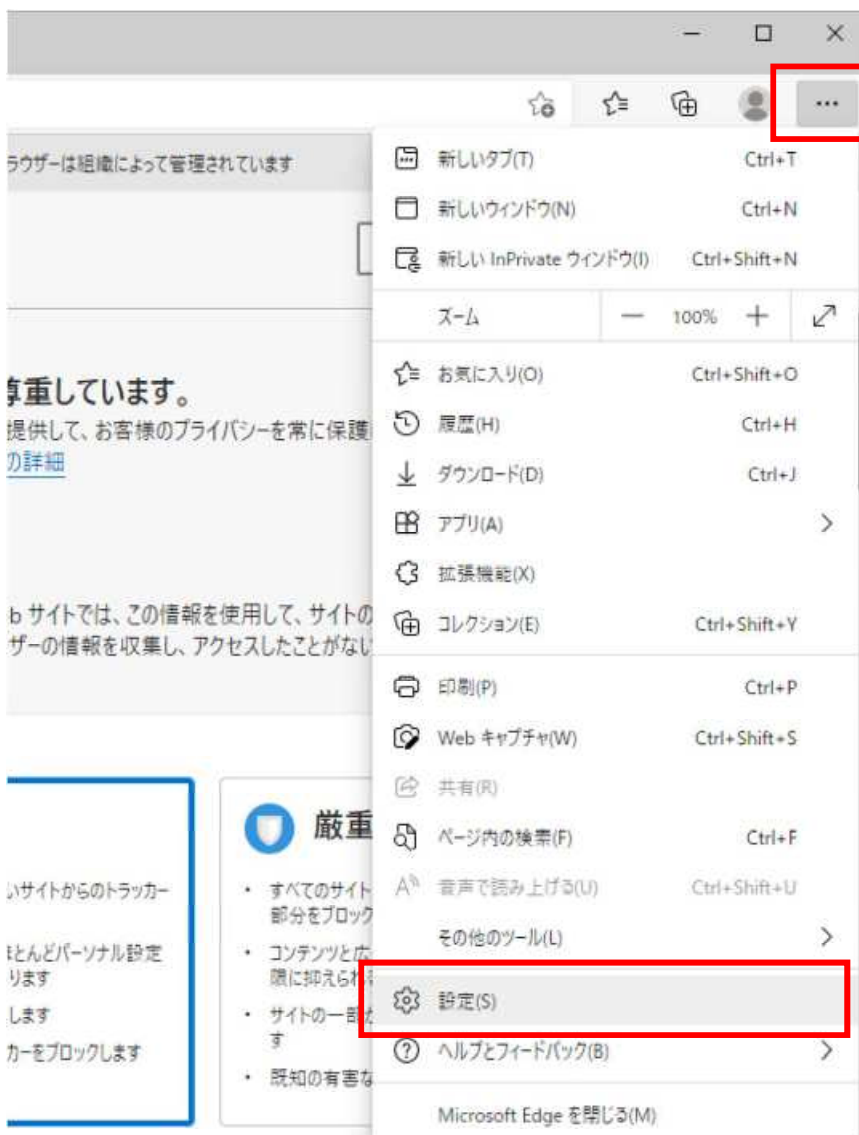 ラウザーは組織によって管理されています
新しいタブ(T) Ctrl+T
新しいウィンドウ(N) Ctrl+N
新しい InPrivate ウィンドウ(I) Ctrl+Shift+N
ズーム 100%
お気に入り(O) Ctrl+Shift+O
履歴(H) Ctrl+H
ダウンロード(D) Ctrl+J
アプリ(A)
拡張機能(X)
コレクション(E) Ctrl+Shift+Y
印刷(P) Ctrl+P
Web キャプチャ(W) Ctrl+Shift+S
共有(R)
ページ内の検索(F) Ctrl+F
音声で読み上げる(U) Ctrl+Shift+U
その他のツール(L)
設定(S)
ヘルプとフィードバック(B)
Microsoft Edge を閉じる(M)
尊重しています。
提供して、お客様のプライバシーを常に保護
の詳細
b サイトでは、この情報を使用して、サイトの
ザーの情報を収集し、アクセスしたことがない
いサイトからのトラッカー
ほとんどパーソナル設定
ります
します
カーをブロックします
厳重
・ すべてのサイト
部分をブロック
・ コンテンツと広
限に抑えられ
・ サイトの一部が
す
・ 既知の有害な